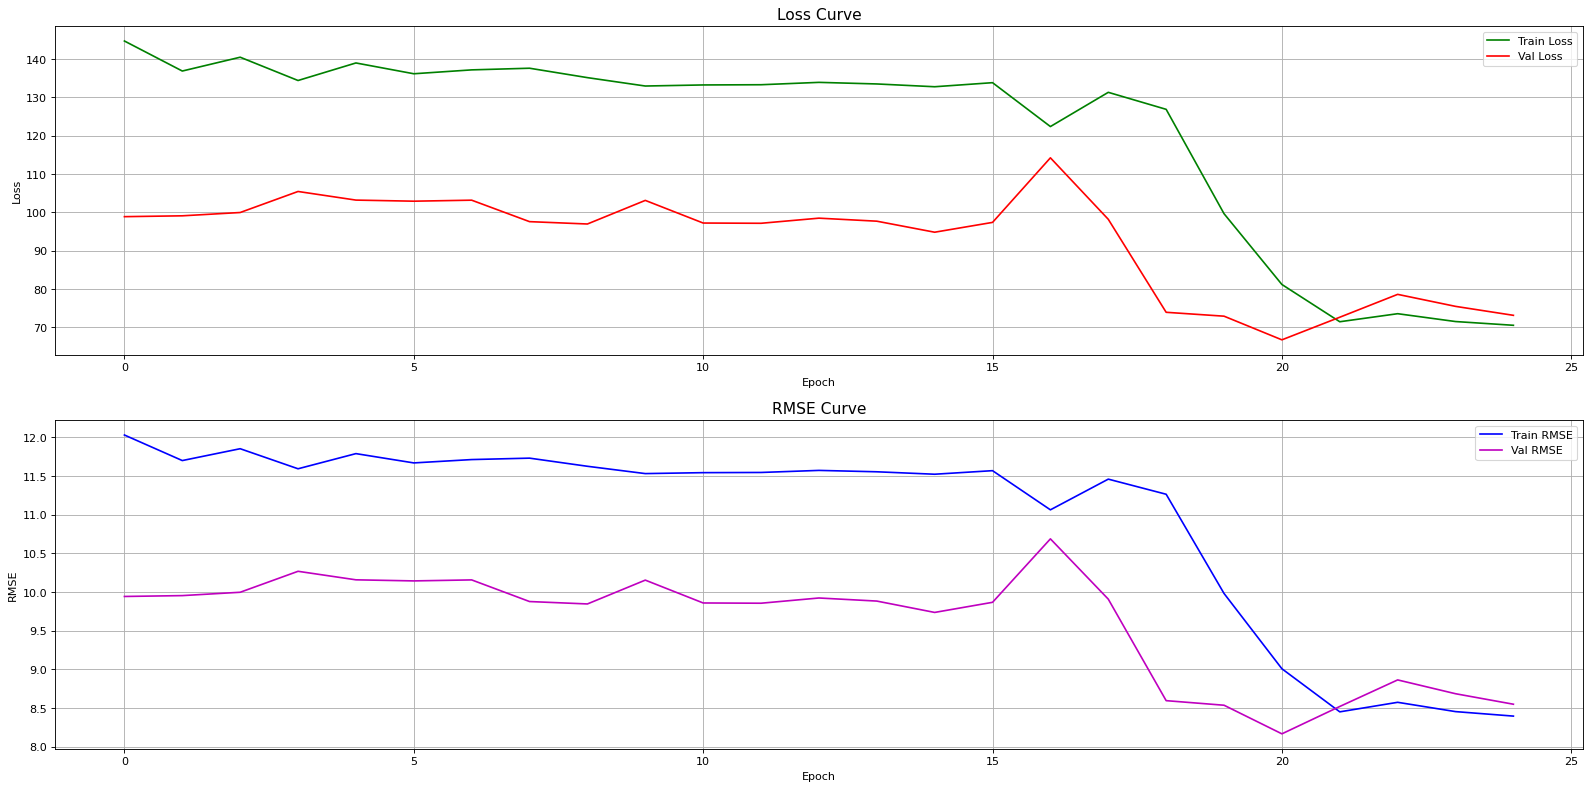 Loss Curve
140
130
120
110
100
90
80
70
Loss
Train Loss
Val Loss
0 5 10 15 20 25
Epoch
RMSE Curve
12.0
11.5
11.0
10.5
10.0
9.5
9.0
8.5
8.0
RMSE
Train RMSE
Val RMSE
0 5 10 15 20 25
Epoch